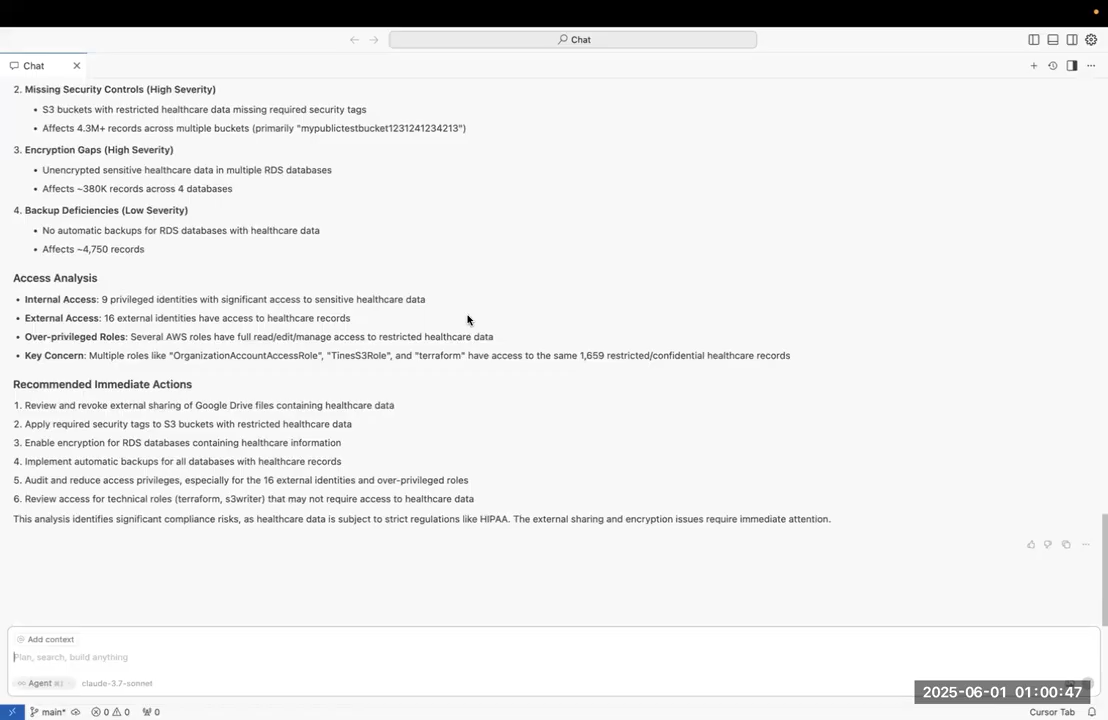 Chat
Chat
2. Missing Security Controls (High Severity)
• S3 buckets with restricted healthcare data missing required security tags
• Affects 4.3M+ records across multiple buckets (primarily "mypublictestbucket1231241234213")
3. Encryption Gaps (High Severity)
• Unencrypted sensitive healthcare data in multiple RDS databases
• Affects ~380K records across 4 databases
4. Backup Deficiencies (Low Severity)
• No automatic backups for RDS databases with healthcare data
• Affects ~4,750 records
Access Analysis
• Internal Access: 9 privileged identities with significant access to sensitive healthcare data
• External Access: 16 external identities have access to healthcare records
• Over-privileged Roles: Several AWS roles have full read/edit/manage access to restricted healthcare data
• Key Concern: Multiple roles like "OrganizationAccountAccessRole", "TinesS3Role", and "terraform" have access to the same 1,659 restricted/confidential healthcare records
Recommended Immediate Actions
1. Review and revoke external sharing of Google Drive files containing healthcare data
2. Apply required security tags to S3 buckets with restricted healthcare data
3. Enable encryption for RDS databases containing healthcare information
4. Implement automatic backups for all databases with healthcare records
5. Audit and reduce access privileges, especially for the 16 external identities and over-privileged roles
6. Review access for technical roles (terraform, s3writer) that may not require access to healthcare data
This analysis identifies significant compliance risks, as healthcare data is subject to strict regulations like HIPAA. The external sharing and encryption issues require immediate attention.
@ Add context
Plan, search, build anything
∞ Agent ⌘I claude-3.7-sonnet
2025-06-01 01:00:47
main* 0 0 0 Cursor Tab